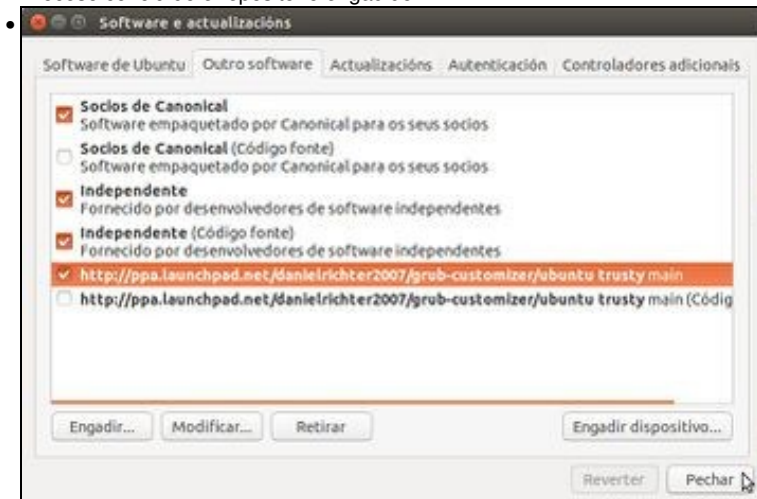 Software e actualizacións
Software de Ubuntu Outro software Actualizacións Autenticación Controladores adicionais
Socios de Canonical
Software empaquetado por Canonical para os seus socios
Socios de Canonical (Código fonte)
Software empaquetado por Canonical para os seus socios
Independente
Fornecido por desenvolvedores de software independentes
Independente (Código fonte)
Fornecido por desenvolvedores de software independentes
http://ppa.launchpad.net/danielrichter2007/grub-customizer/ubuntu trusty main
http://ppa.launchpad.net/danielrichter2007/grub-customizer/ubuntu trusty main (Códig
Engadir... Modificar... Retirar Engadir dispositivo...
Reverter Pechar